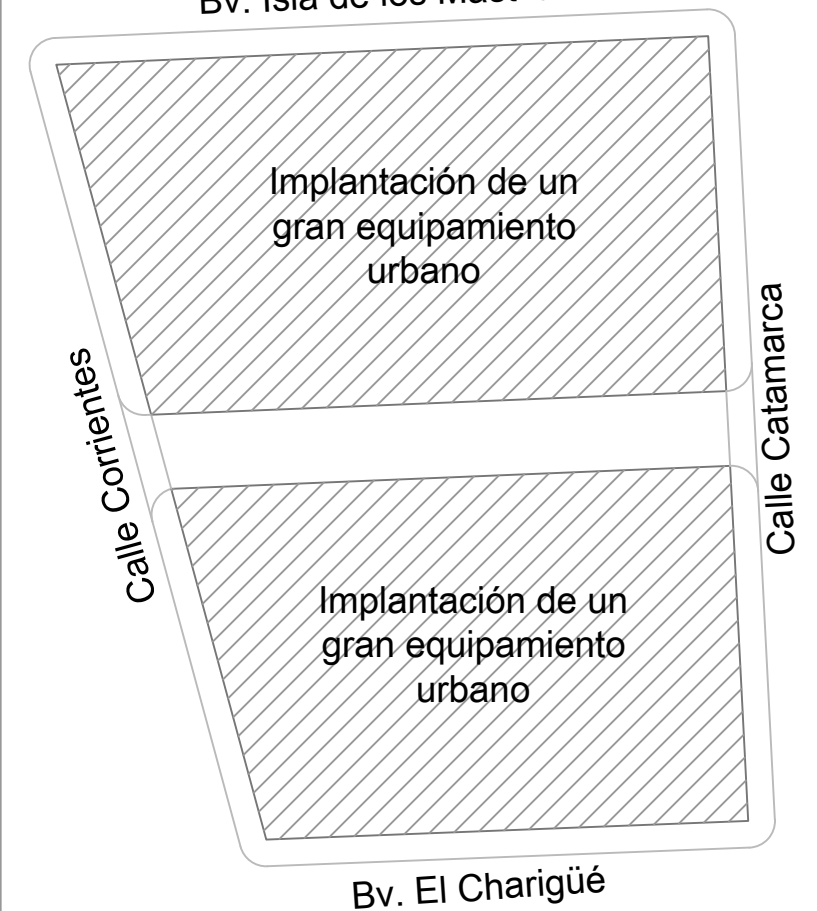 Bv. Isla de los
Implantación de un
gran equipamiento
urbano
Calle Corrientes
Calle Catamarca
Implantación de un
gran equipamiento
urbano
Bv. El Charigüé